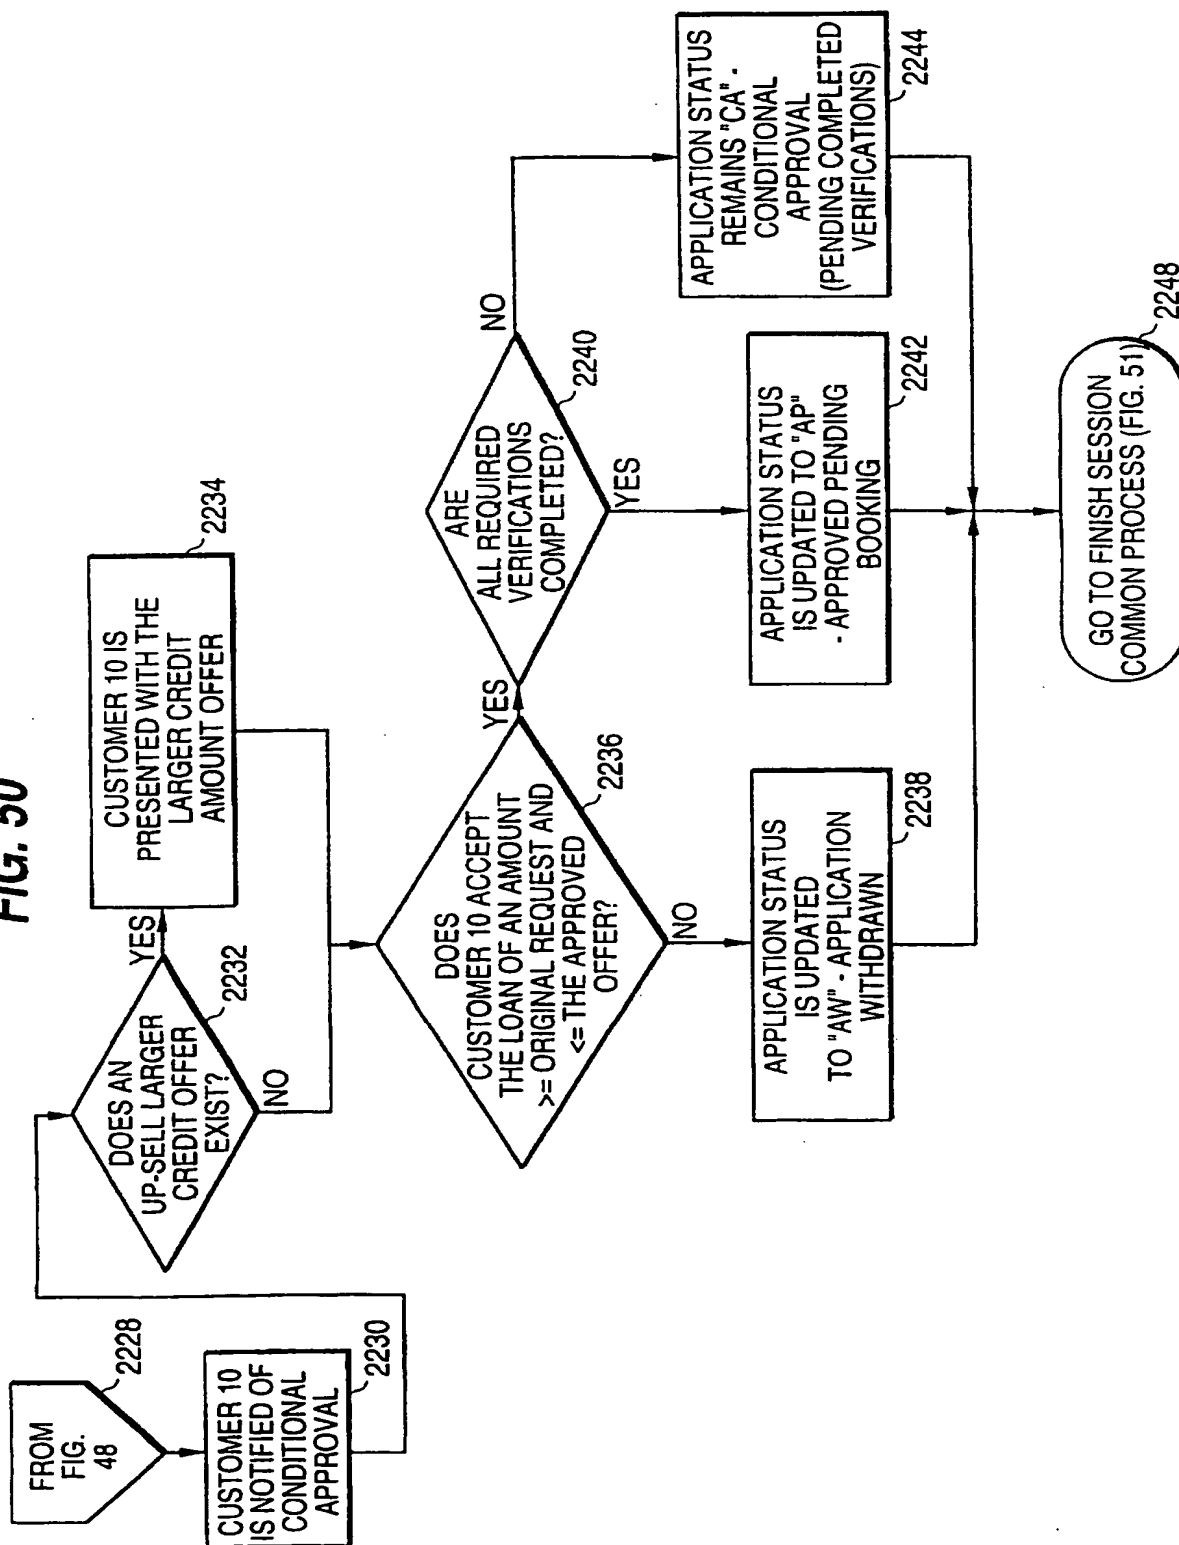 FIG. 50
FROM
FIG.
48
2228
CUSTOMER 10
IS NOTIFIED OF
CONDITIONAL
APPROVAL
2230
DOES AN
UP-SELL LARGER
CREDIT OFFER
EXIST?
2232
YES
NO
CUSTOMER 10 IS
PRESENTED WITH THE
LARGER CREDIT
AMOUNT OFFER
2234
DOES
CUSTOMER 10 ACCEPT
THE LOAN OF AN AMOUNT
>= ORIGINAL REQUEST AND
<= THE APPROVED
OFFER?
2236
YES
NO
APPLICATION STATUS
IS UPDATED
TO "AW" - APPLICATION
WITHDRAWN
2238
ARE
ALL REQUIRED
VERIFICATIONS
COMPLETED?
2240
NO
YES
APPLICATION STATUS
IS UPDATED TO "AP"
- APPROVED PENDING
BOOKING
2242
APPLICATION STATUS
REMAINS "CA" -
CONDITIONAL
APPROVAL
(PENDING COMPLETED
VERIFICATIONS)
2244
GO TO FINISH SESSION
COMMON PROCESS (FIG. 51)
2248